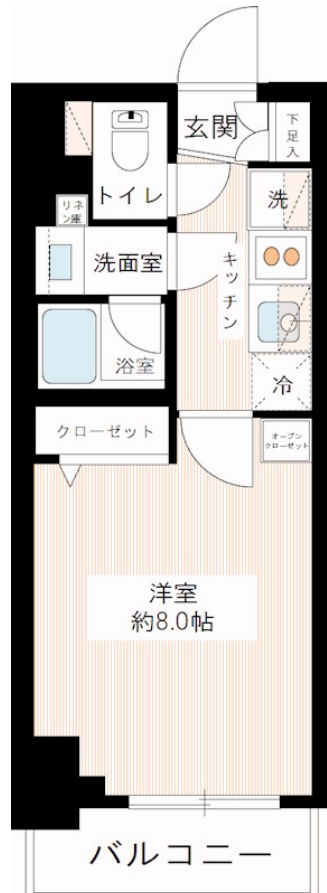 玄関
下足入
トイレ
洗
リネン庫
洗面室
キッチン
浴室
冷
クローゼット
オープン
クローゼット
洋室
約8.0帖
バルコニー